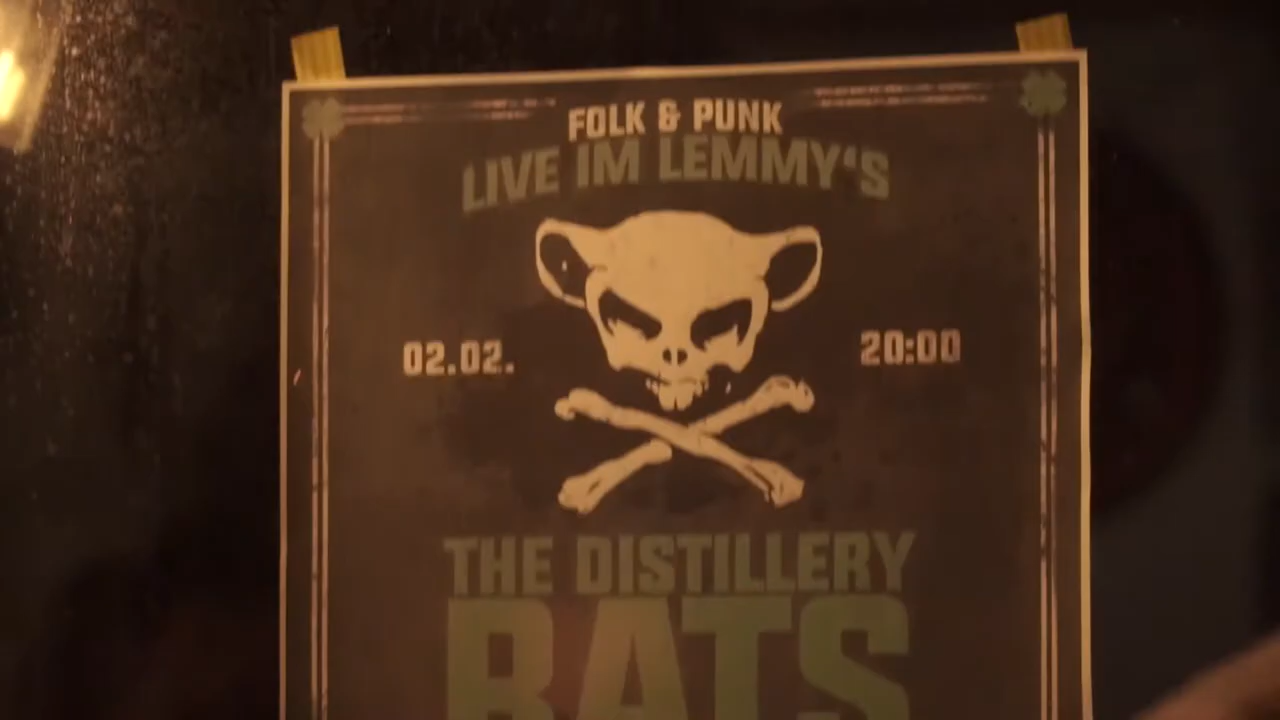 FOLK & PUNK
LIVE IM LEMMY‘S
02.02. 20:00
THE DISTILLERY
RATS